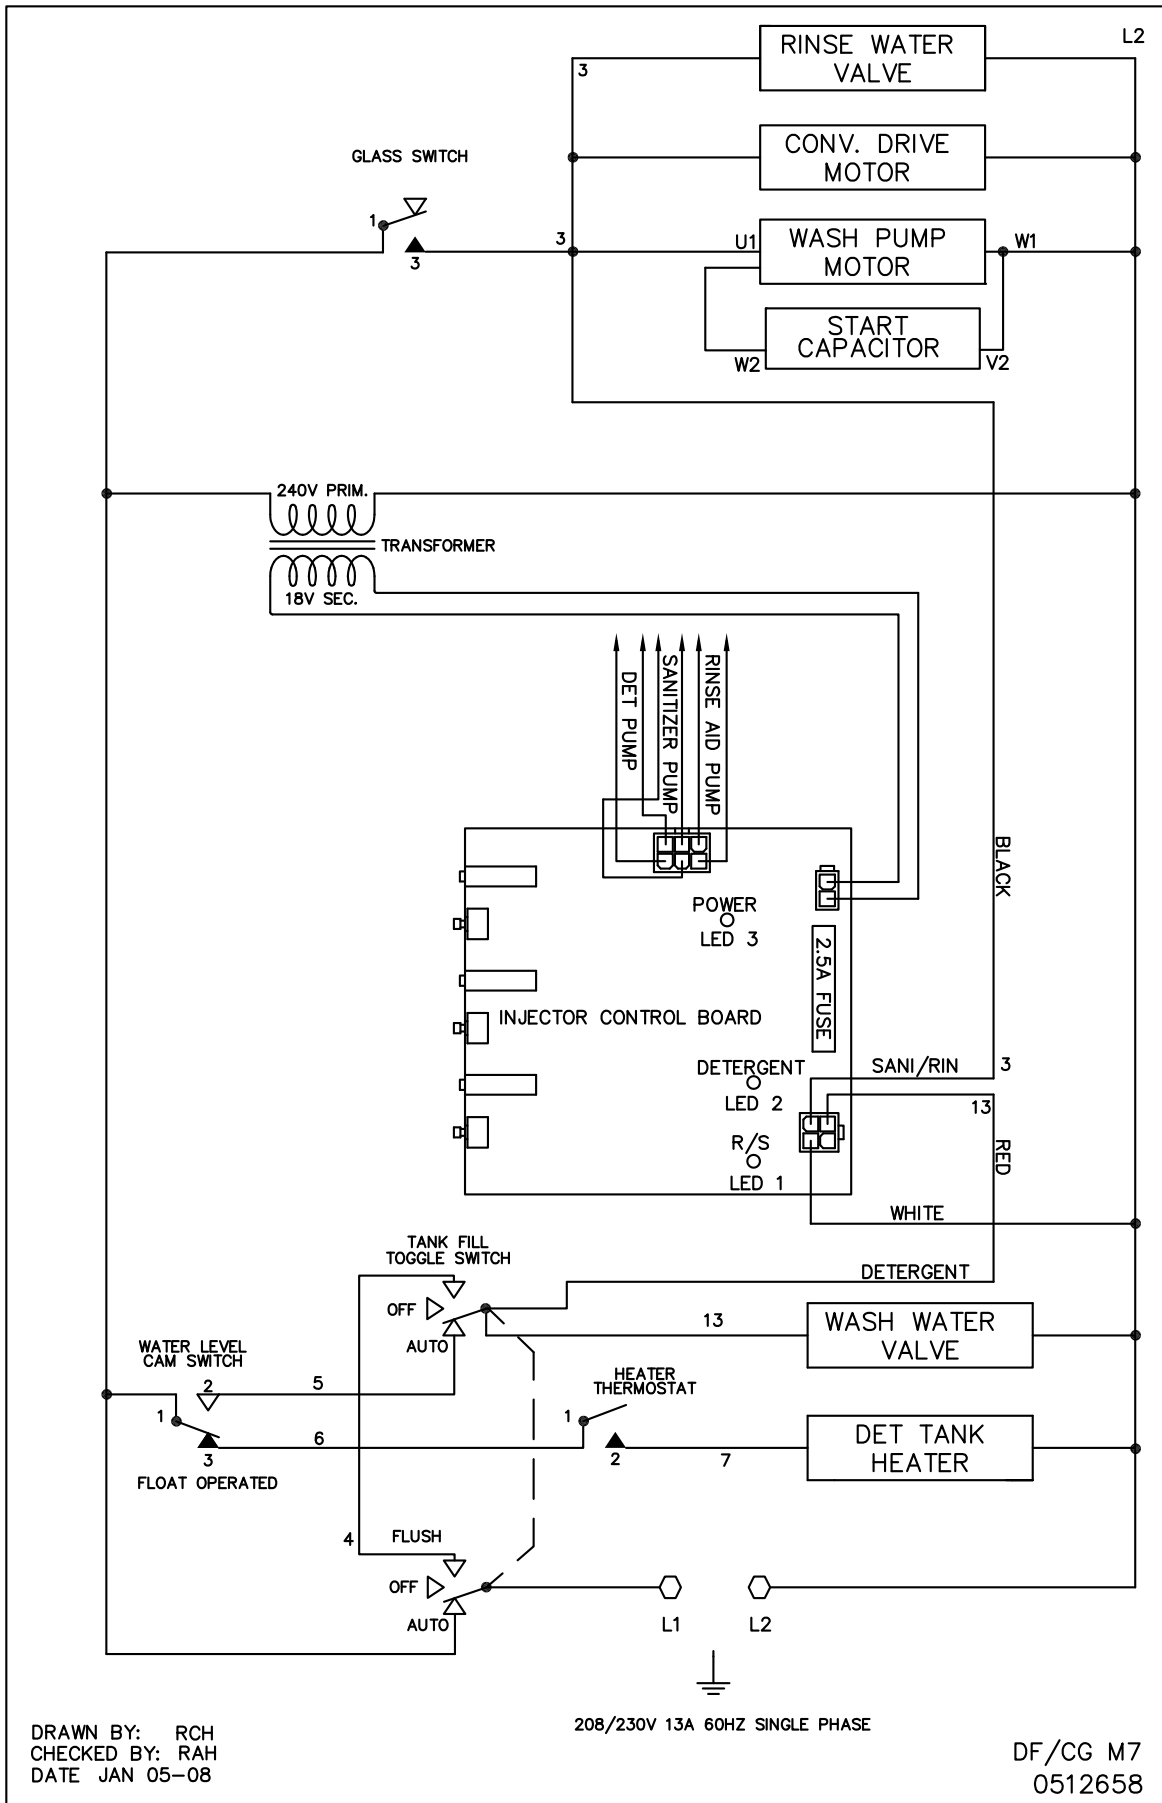 RINSE WATER
VALVE
L2
3
CONV. DRIVE
MOTOR
GLASS SWITCH
1
3
3
U1
WASH PUMP
MOTOR
W1
START
CAPACITOR
W2
V2
240V PRIM.
TRANSFORMER
18V SEC.
DET PUMP
SANITIZER PUMP
RINSE AID PUMP
BLACK
POWER
LED 3
2.5A FUSE
INJECTOR CONTROL BOARD
DETERGENT
LED 2
SANI/RIN
3
13
R/S
LED 1
RED
WHITE
TANK FILL
TOGGLE SWITCH
DETERGENT
OFF
AUTO
13
WASH WATER
VALVE
WATER LEVEL
CAM SWITCH
2
5
1
3
6
FLOAT OPERATED
HEATER
THERMOSTAT
1
2
7
DET TANK
HEATER
4
FLUSH
OFF
AUTO
L1
L2
208/230V 13A 60HZ SINGLE PHASE
DRAWN BY: RCH
CHECKED BY: RAH
DATE JAN 05-08
DF/CG M7
0512658